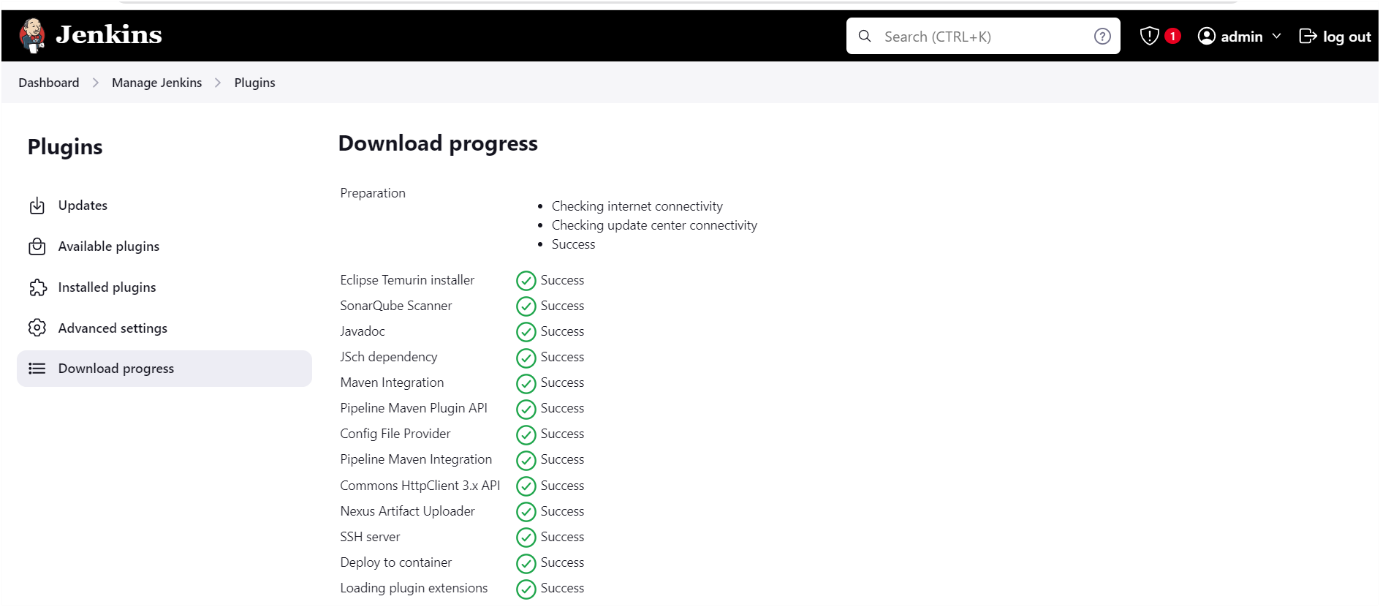 Jenkins
Search (CTRL+K)
?
1
admin
log out
Dashboard > Manage Jenkins > Plugins
Plugins
Updates
Available plugins
Installed plugins
Advanced settings
Download progress
Download progress
Preparation
• Checking internet connectivity
• Checking update center connectivity
• Success
Eclipse Temurin installer Success
SonarQube Scanner Success
Javadoc Success
JSch dependency Success
Maven Integration Success
Pipeline Maven Plugin API Success
Config File Provider Success
Pipeline Maven Integration Success
Commons HttpClient 3.x API Success
Nexus Artifact Uploader Success
SSH server Success
Deploy to container Success
Loading plugin extensions Success